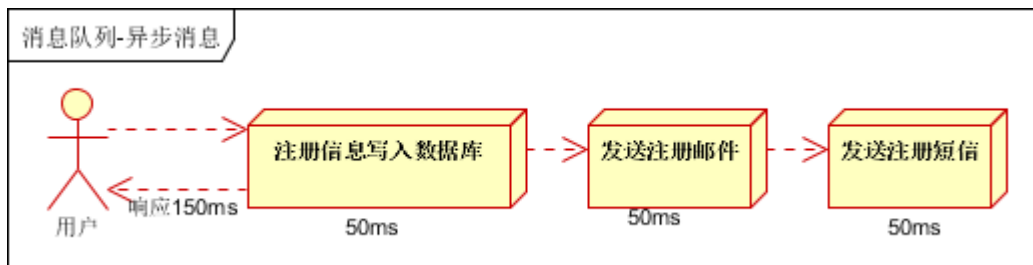 消息队列-异步消息
注册信息写入数据库
发送注册邮件
发送注册短信
响应150ms
用户
50ms
50ms
50ms